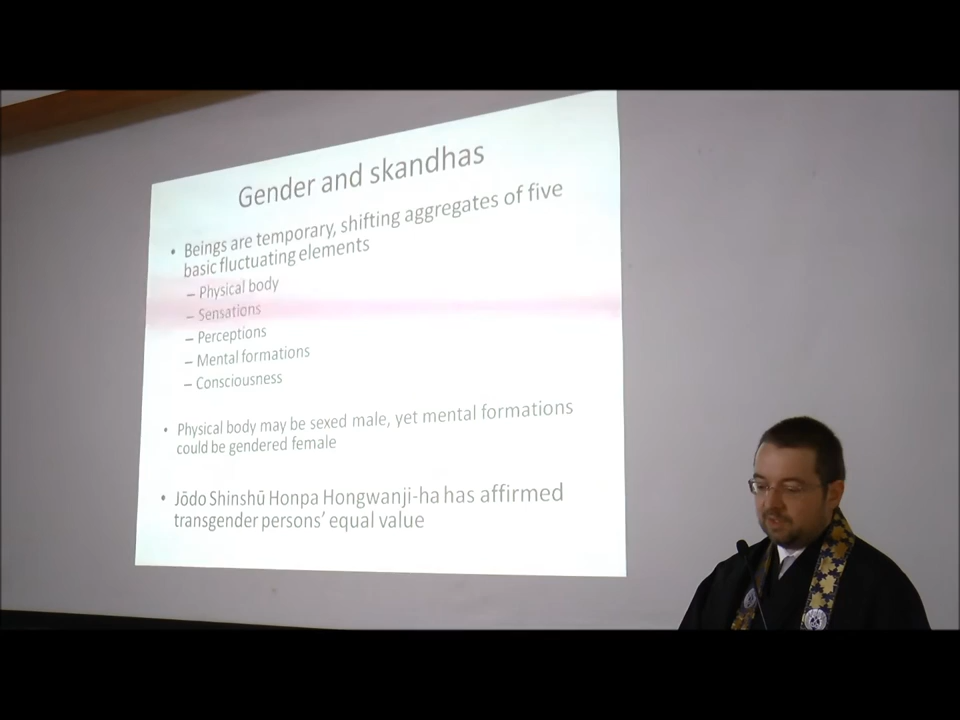 Gender and skandhas
• Beings are temporary, shifting aggregates of five
basic fluctuating elements
– Physical body
– Sensations
– Perceptions
– Mental formations
– Consciousness
• Physical body may be sexed male, yet mental formations
could be gendered female
• Jōdo Shinshū Honpa Hongwanji-ha has affirmed
transgender persons’ equal value